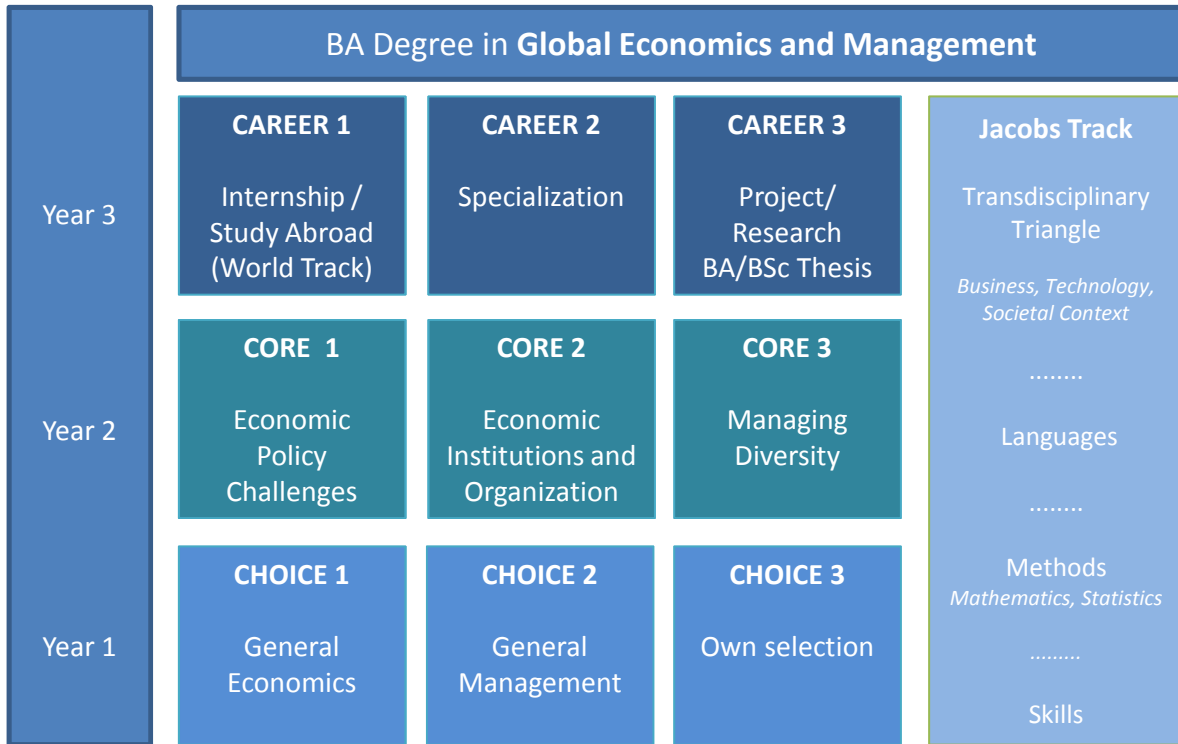 BA Degree in Global Economics and Management
Year 3
CAREER 1
Internship /
Study Abroad
(World Track)
CAREER 2
Specialization
CAREER 3
Project/
Research
BA/BSc Thesis
Year 2
CORE  1
Economic
Policy
Challenges
CORE 2
Economic
Institutions and
Organization
CORE 3
Managing
Diversity
Year 1
CHOICE 1
General
Economics
CHOICE 2
General
Management
CHOICE 3
Own selection
Jacobs Track
Transdisciplinary
Triangle
Business, Technology,
Societal Context
........
Languages
........
Methods
Mathematics, Statistics
.........
Skills